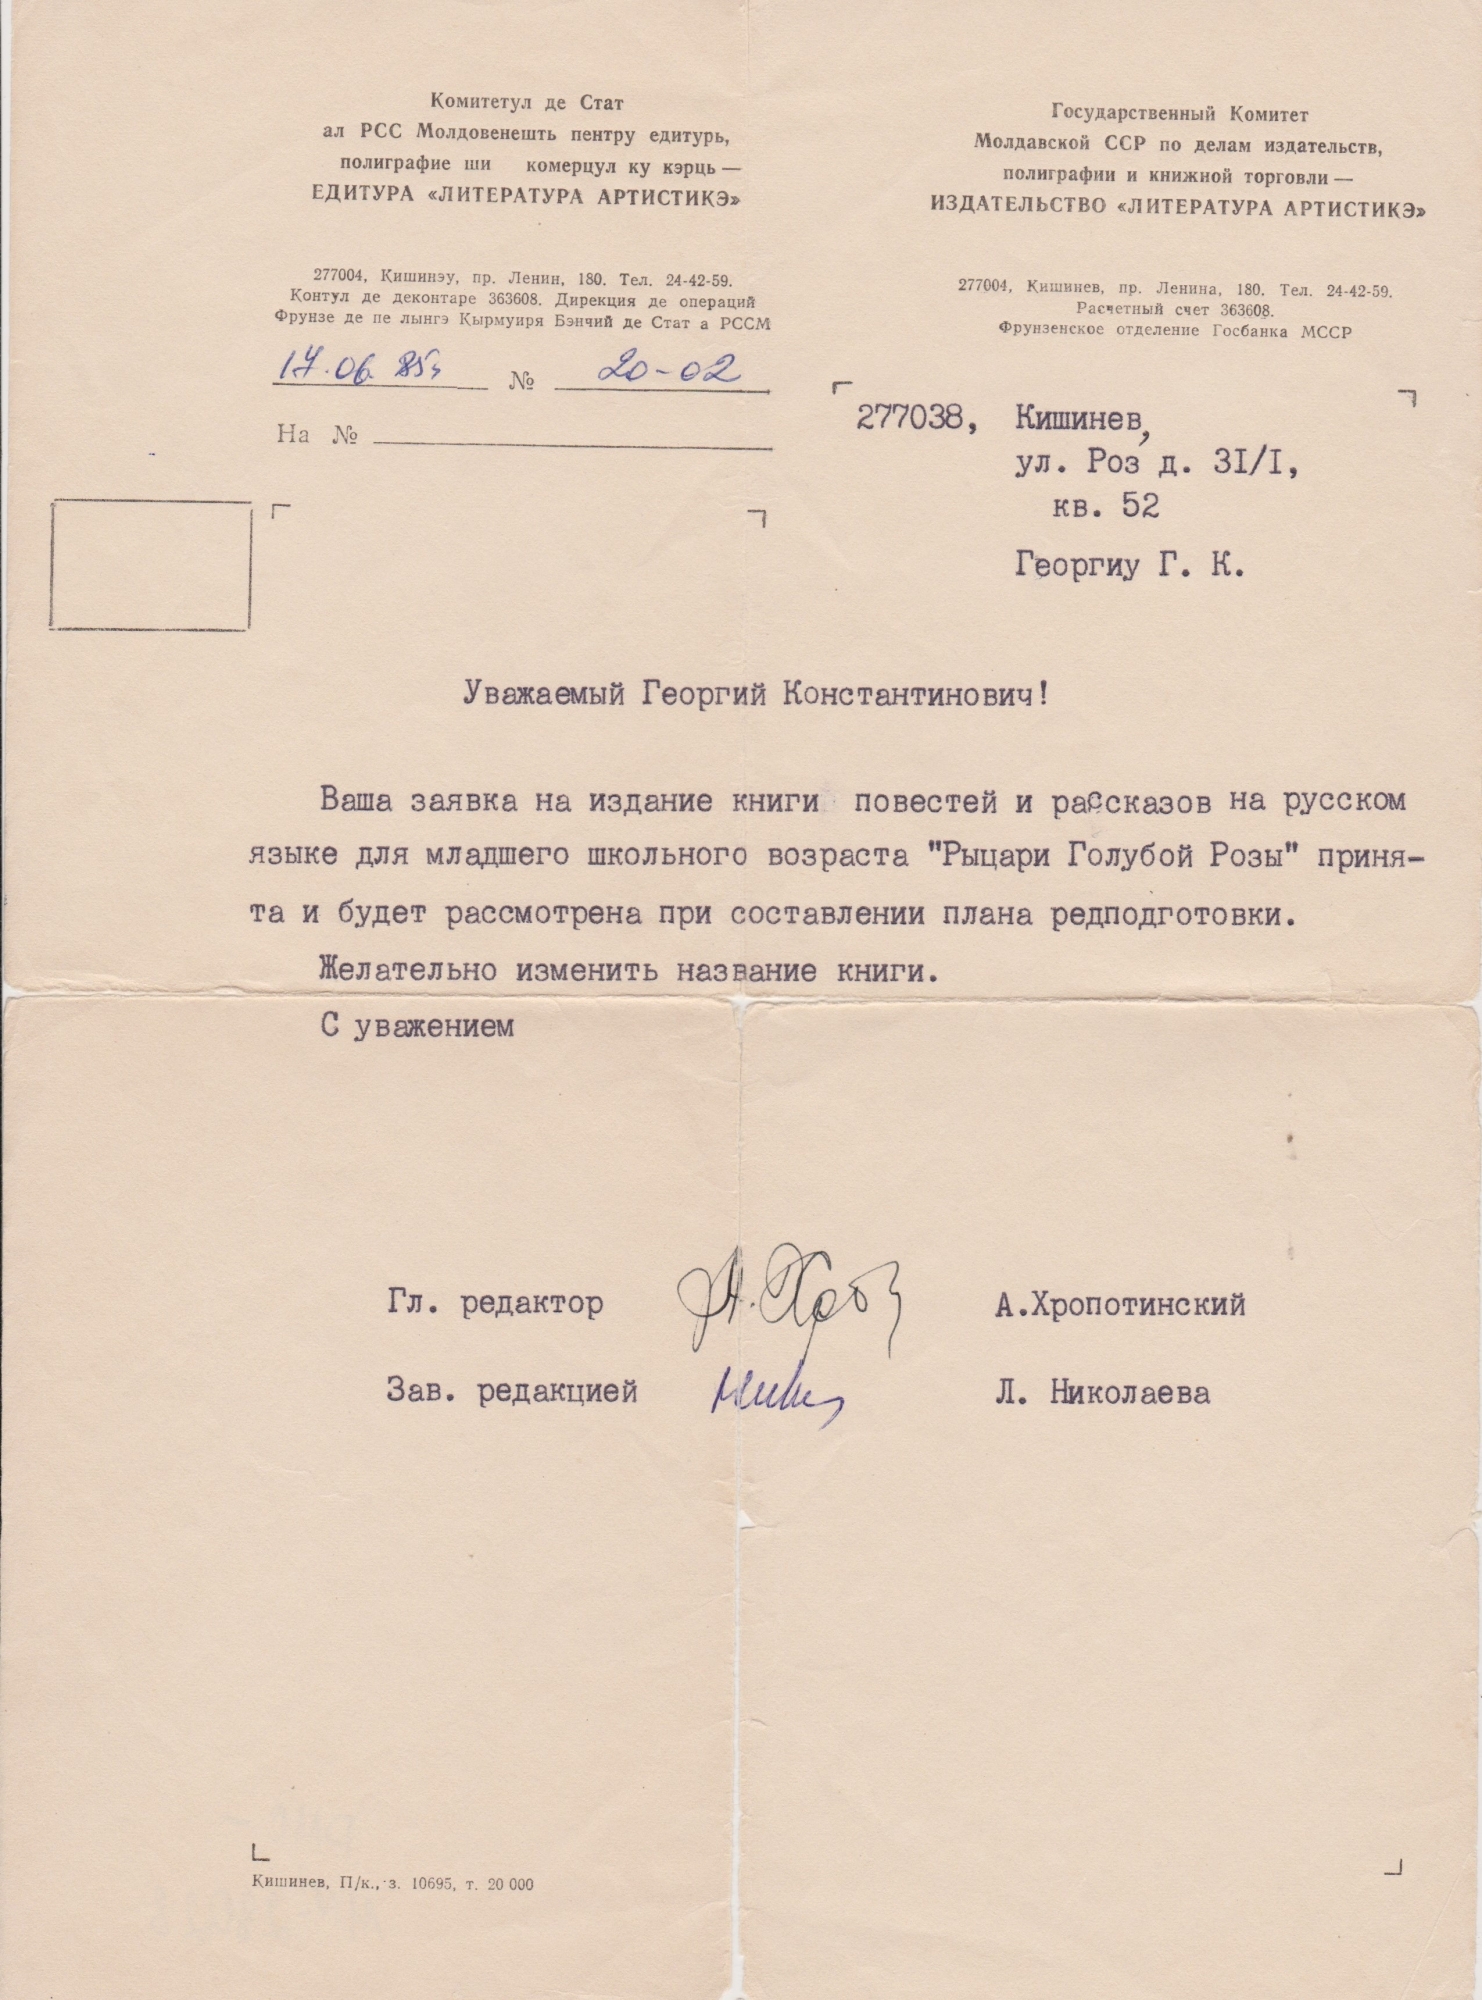 Комитетул де Стат
ал РСС Молдовенешть пентру едитурь,
полиграфие ши комерцул ку кэрць —
ЕДИТУРА «ЛИТЕРАТУРА АРТИСТИКЭ»
277004, Кишинэу, пр. Ленин, 180. Тел. 24-42-59.
Контул де деконтаре 363608. Дирекция де операций
Фрунзе де пе лынгэ Кырмуиря Бэнчий де Стат а РССМ
17.06.85г № 20-02
На №
Государственный Комитет
Молдавской ССР по делам издательств,
полиграфии и книжной торговли —
ИЗДАТЕЛЬСТВО «ЛИТЕРАТУРА АРТИСТИКЭ»
277004, Кишинев, пр. Ленина, 180. Тел. 24-42-59.
Расчетный счет 363608.
Фрунзенское отделение Госбанка МССР
277038, Кишинев,
ул. Роз д. 3I/I,
кв. 52
Георгиу Г. К.
Уважаемый Георгий Константинович!
Ваша заявка на издание книги повестей и рассказов на русском
языке для младшего школьного возраста "Рыцари Голубой Розы" приня-
та и будет рассмотрена при составлении плана редподготовки.
Желательно изменить название книги.
С уважением
Гл. редактор А.Хропотинский
Зав. редакцией Л. Николаева
Кишинев, П/к., з. 10695, т. 20 000